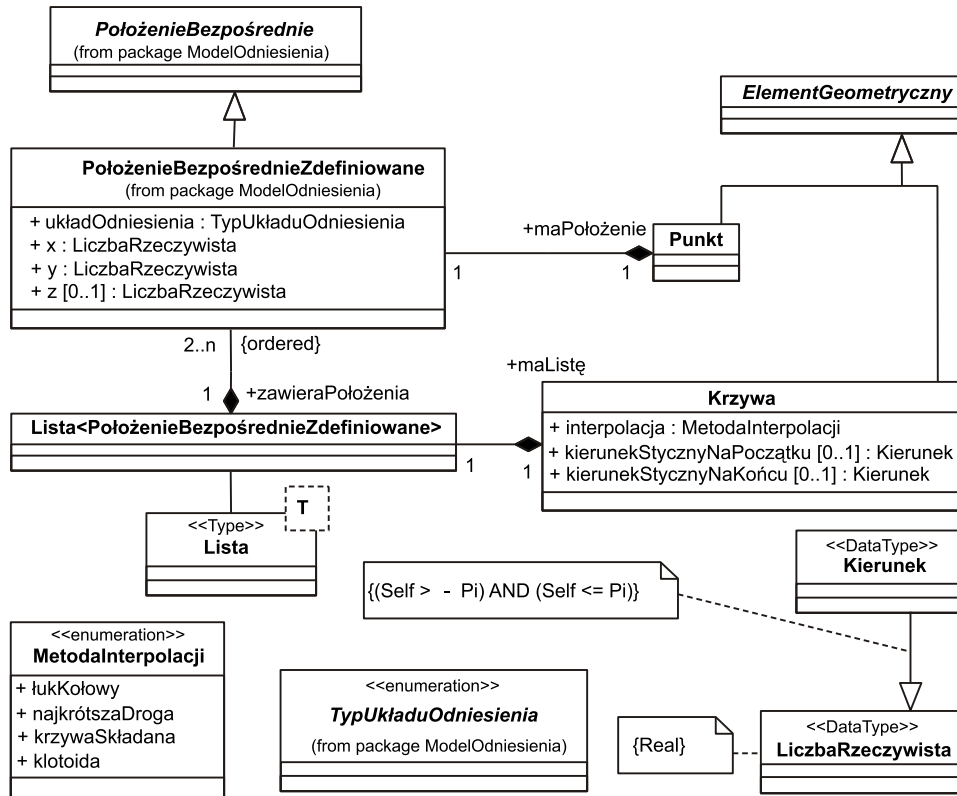 PołożenieBezpośrednie
(from package ModelOdniesienia)
ElementGeometryczny
PołożenieBezpośrednieZdefiniowane
(from package ModelOdniesienia)
+ układOdniesienia : TypUkładuOdniesienia
+ x : LiczbaRzeczywista
+ y : LiczbaRzeczywista
+ z [0..1] : LiczbaRzeczywista
+maPołożenie
1
1
Punkt
2..n
{ordered}
1
+zawieraPołożenia
+maListę
Lista<PołożenieBezpośrednieZdefiniowane>
1
1
Krzywa
+ interpolacja : MetodaInterpolacji
+ kierunekStycznyNaPoczątku [0..1] : Kierunek
+ kierunekStycznyNaKońcu [0..1] : Kierunek
T
<<Type>>
Lista
{(Self > - Pi) AND (Self <= Pi)}
<<DataType>>
Kierunek
<<enumeration>>
MetodaInterpolacji
+ łukKołowy
+ najkrótszaDroga
+ krzywaSkładana
+ klotoida
<<enumeration>>
TypUkładuOdniesienia
(from package ModelOdniesienia)
{Real}
<<DataType>>
LiczbaRzeczywista